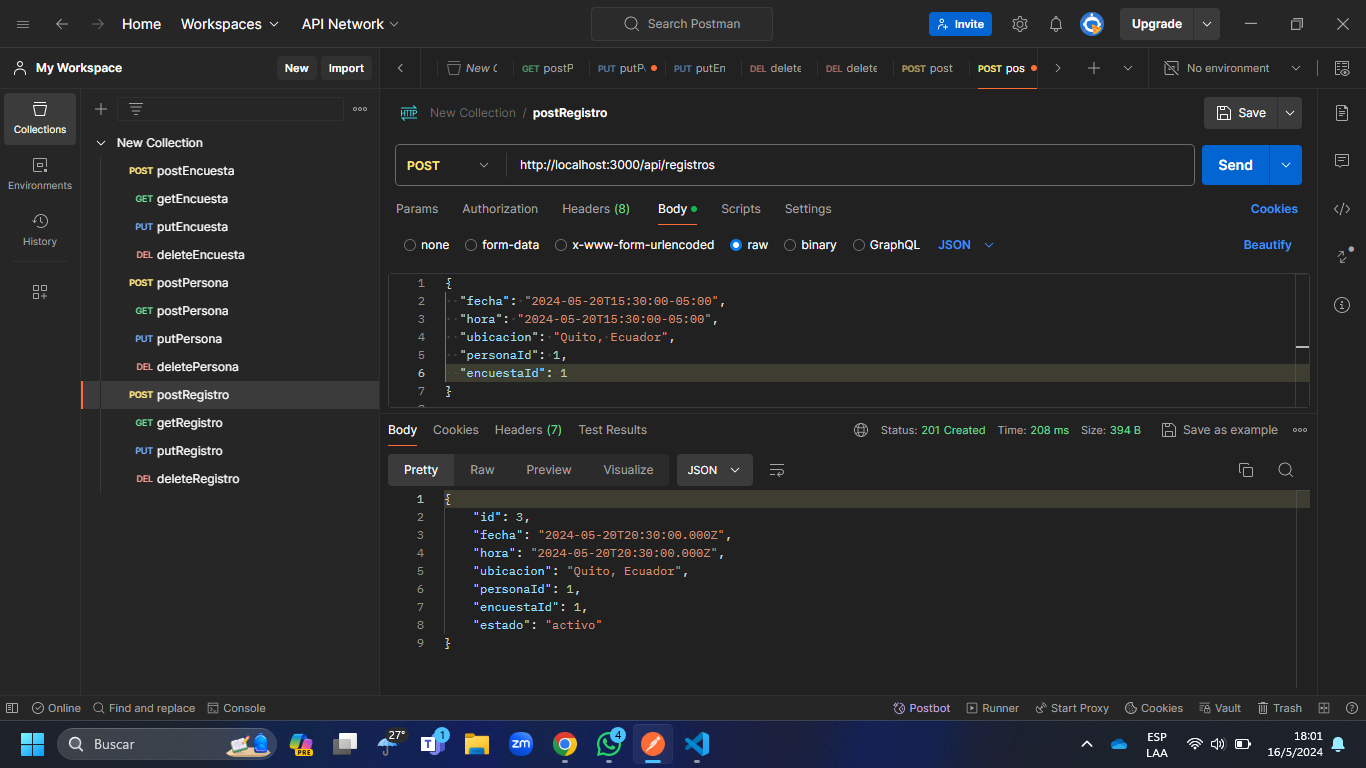 Home Workspaces API Network Search Postman Invite Upgrade
My Workspace New Import New C GET postP PUT putP PUT putEn DEL delete DEL delete POST post POST pos No environment
Collections
Environments
History
New Collection
POST postEncuesta
GET getEncuesta
PUT putEncuesta
DEL deleteEncuesta
POST postPersona
GET postPersona
PUT putPersona
DEL deletePersona
POST postRegistro
GET getRegistro
PUT putRegistro
DEL deleteRegistro
HTTP New Collection / postRegistro Save
POST http://localhost:3000/api/registros Send
Params Authorization Headers (8) Body Scripts Settings Cookies
none form-data x-www-form-urlencoded raw binary GraphQL JSON Beautify
1 {
2 "fecha": "2024-05-20T15:30:00-05:00",
3 "hora": "2024-05-20T15:30:00-05:00",
4 "ubicacion": "Quito, Ecuador",
5 "personaId": 1,
6 "encuestaId": 1
7 }
Body Cookies Headers (7) Test Results Status: 201 Created Time: 208 ms Size: 394 B Save as example
Pretty Raw Preview Visualize JSON
1 {
2 "id": 3,
3 "fecha": "2024-05-20T20:30:00.000Z",
4 "hora": "2024-05-20T20:30:00.000Z",
5 "ubicacion": "Quito, Ecuador",
6 "personaId": 1,
7 "encuestaId": 1,
8 "estado": "activo"
9 }
Online Find and replace Console Postbot Runner Start Proxy Cookies Vault Trash
Buscar PRE 27° 1 zm 4 ESP LAA 18:01 16/5/2024